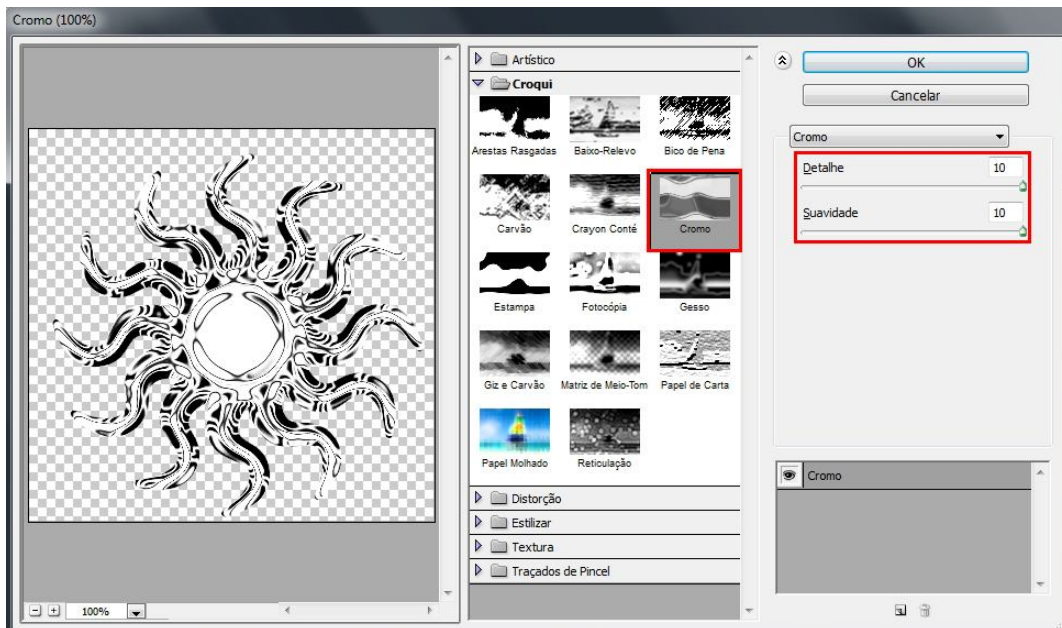 Cromo (100%)
Artístico
Croqui
Arestas Rasgadas
Baixo-Relevo
Bico de Pena
Carvão
Crayon Conté
Cromo
Estampa
Fotocópia
Gesso
Giz e Carvão
Matriz de Meio-Tom
Papel de Carta
Papel Molhado
Reticulação
Distorção
Estilizar
Textura
Traçados de Pincel
OK
Cancelar
Cromo
Detalhe 10
Suavidade 10
Cromo
100%